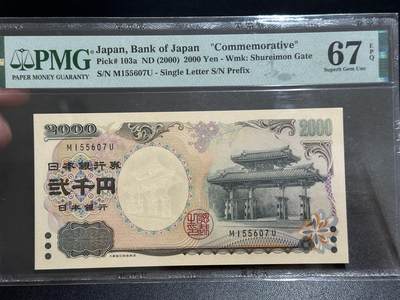 PMG
PAPER MONEY GUARANTY
Japan, Bank of Japan "Commemorative"
Pick# 103a ND (2000) 2000 Yen - Wmk: Shureimon Gate
S/N M155607U - Single Letter S/N Prefix
67 EPQ
Superb Gem Unc
2000
2000
M155607U
日本銀行券
弐千円
日本銀行
M155607U